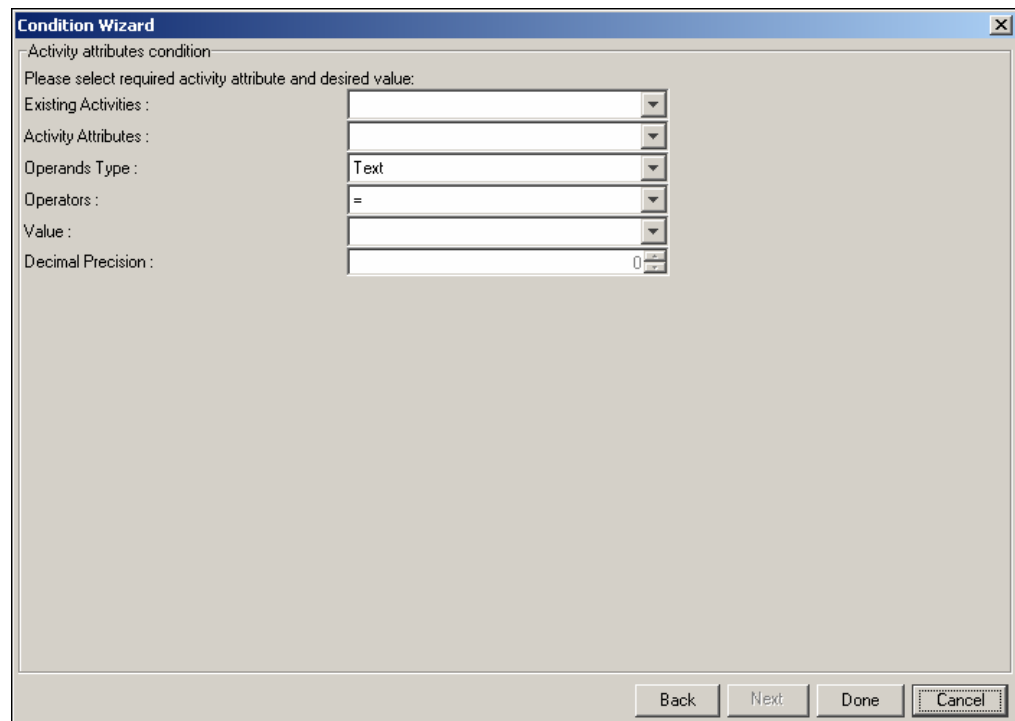 Condition Wizard
Activity attributes condition
Please select required activity attribute and desired value:
Existing Activities :
Activity Attributes :
Operands Type : Text
Operators : =
Value :
Decimal Precision : 0
Back Next Done Cancel